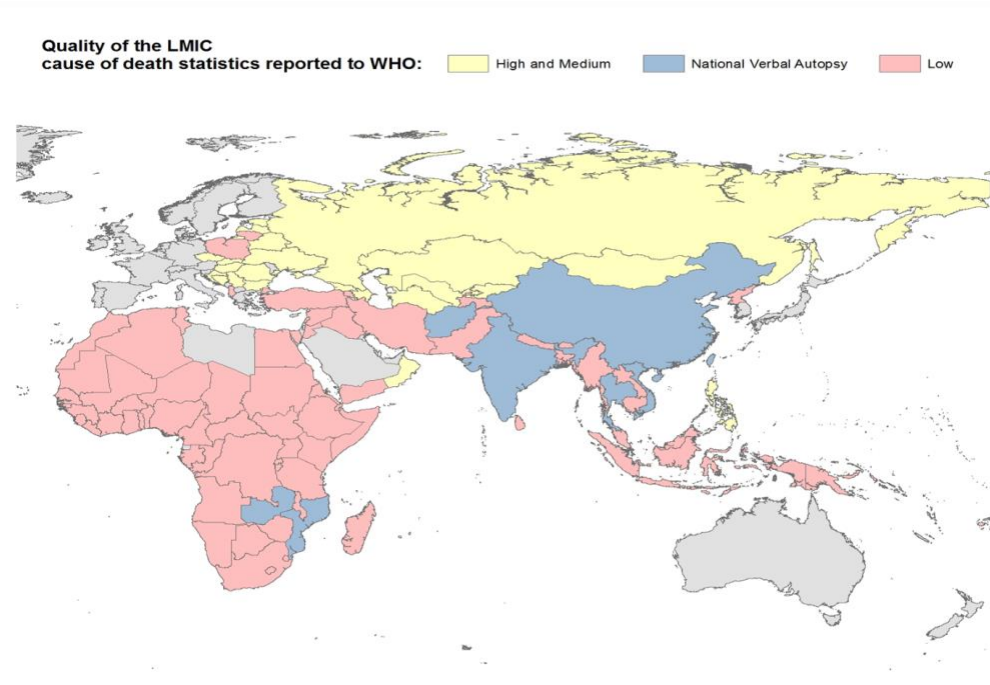 Quality of the LMIC
cause of death statistics reported to WHO:
High and Medium
National Verbal Autopsy
Low